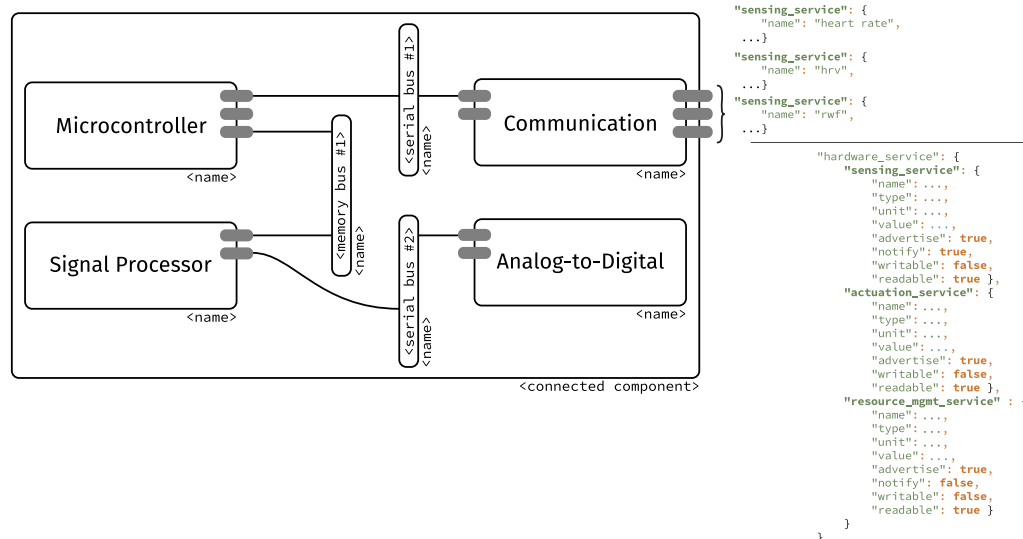 Microcontroller
<name>
Signal Processor
<name>
<memory bus #1>
<name>
<serial bus #1>
<name>
<serial bus #2>
<name>
Communication
<name>
Analog-to-Digital
<name>
<connected component>
"sensing_service": {
"name": "heart rate",
...}
"sensing_service": {
"name": "hrv",
...}
"sensing_service": {
"name": "rwf",
...}
"hardware_service": {
"sensing_service": {
"name": ...,
"type": ...,
"unit": ...,
"value": ...,
"advertise": true,
"notify": true,
"writable": false,
"readable": true },
"actuation_service": {
"name": ...,
"type": ...,
"unit": ...,
"value": ...,
"advertise": true,
"writable": false,
"readable": true },
"resource_mgmt_service" : {
"name": ...,
"type": ...,
"unit": ...,
"value": ...,
"advertise": true,
"notify": false,
"writable": false,
"readable": true }
}
}